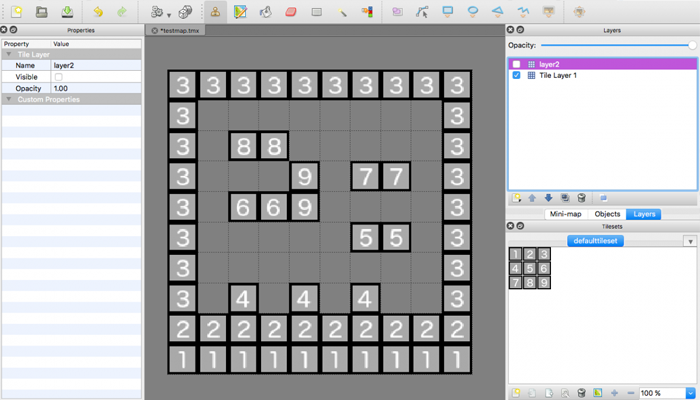 Properties
Property Value
Tile Layer
Name layer2
Visible
Opacity 1.00
Custom Properties
*testmap.tmx
3 3 3 3 3 3 3 3 3 3
3 3
3 8 8 3
3 9 7 7 3
3 6 6 9 3
3 5 5 3
3 3
3 4 4 4 3
2 2 2 2 2 2 2 2 2 2
1 1 1 1 1 1 1 1 1 1
Layers
Opacity:
layer2
Tile Layer 1
Mini-map Objects Layers
Tilesets
defaulttileset
1 2 3
4 5 6
7 8 9
100 %